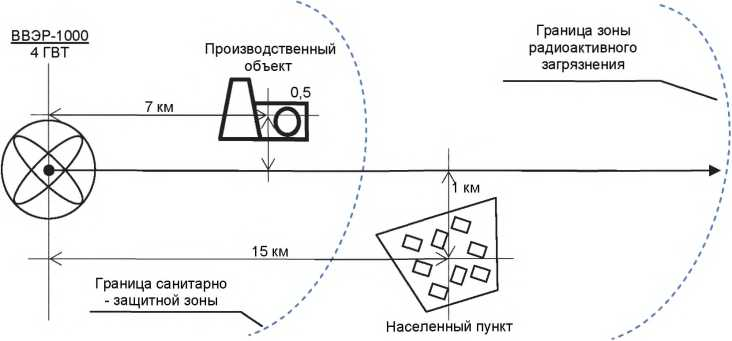 ВВЭР-1000
4 ГВТ
Производственный
объект
Граница зоны
радиоактивного
загрязнения
0,5
7 км
1 км
15 км
Граница санитарно
- защитной зоны
Населенный пункт